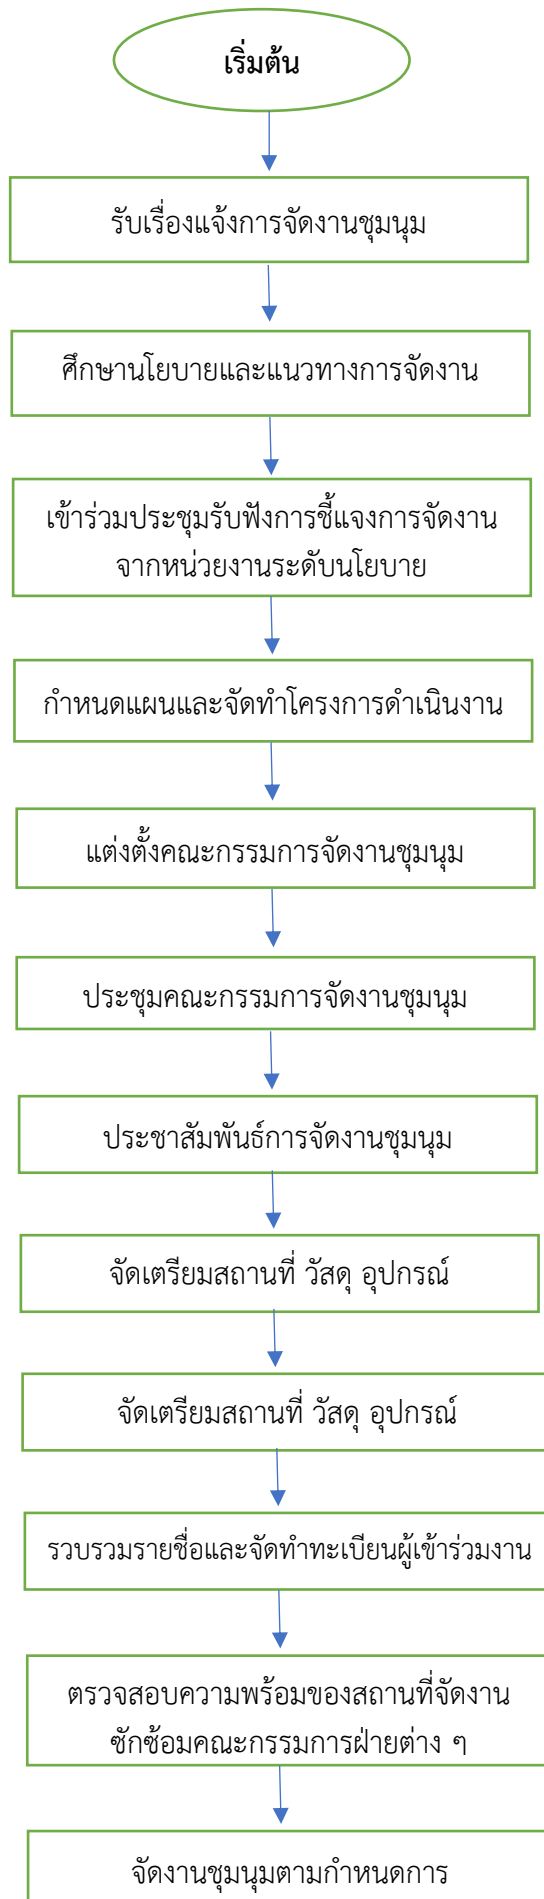 เริ่มต้น
รับเรื่องแจ้งการจัดงานชุมนุม
ศึกษานโยบายและแนวทางการจัดงาน
เข้าร่วมประชุมรับฟังการชี้แจงการจัดงาน
จากหน่วยงานระดับนโยบาย
กำหนดแผนและจัดทำโครงการดำเนินงาน
แต่งตั้งคณะกรรมการจัดงานชุมนุม
ประชุมคณะกรรมการจัดงานชุมนุม
ประชาสัมพันธ์การจัดงานชุมนุม
จัดเตรียมสถานที่ วัสดุ อุปกรณ์
จัดเตรียมสถานที่ วัสดุ อุปกรณ์
รวบรวมรายชื่อและจัดทำทะเบียนผู้เข้าร่วมงาน
ตรวจสอบความพร้อมของสถานที่จัดงาน
ซักซ้อมคณะกรรมการฝ่ายต่าง ๆ
จัดงานชุมนุมตามกำหนดการ